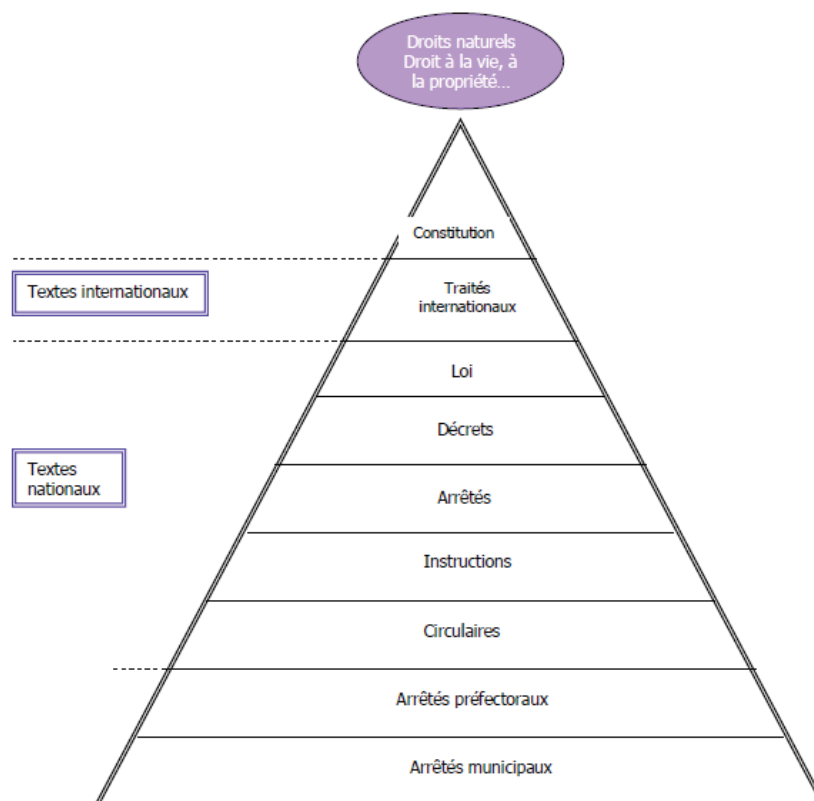 Droits naturels
Droit à la vie, à
la propriété...
Constitution
Textes internationaux
Traités
internationaux
Loi
Décrets
Textes
nationaux
Arrêtés
Instructions
Circulaires
Arrêtés préfectoraux
Arrêtés municipaux